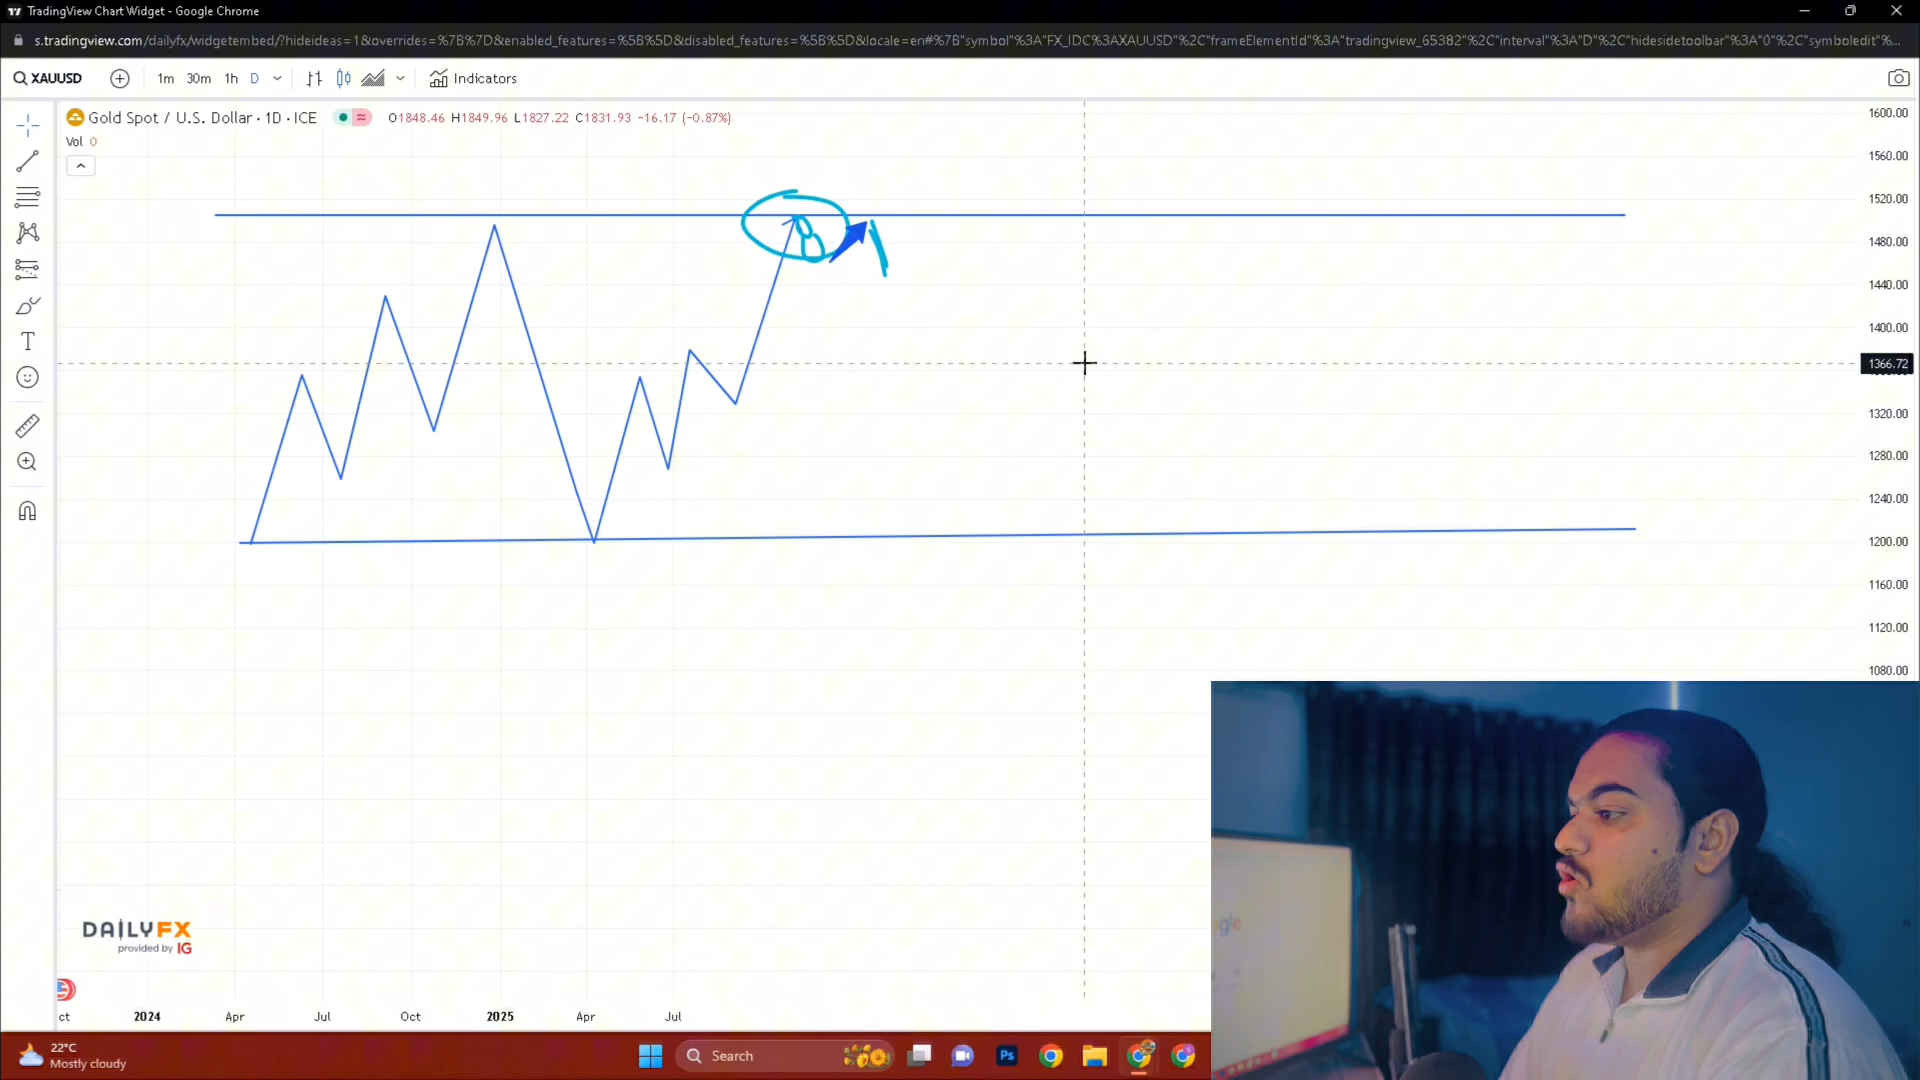 TradingView Chart Widget - Google Chrome
s.tradingview.com/dailyfx/widgetembed/?hideideas=1&overrides=%7B%7D&enabled_features=%5B%5D&disabled_features=%5B%5D&locale=en#%7B"symbol"%3A"FX_IDC%3AXAUUSD"%2C"frameElementId"%3A"tradingview_65382"%2C"interval"%3A"D"%2C"hidesidetoolbar"%3A"0"%2C"symboledit"%...
XAUUSD 1m 30m 1h D Indicators
Gold Spot / U.S. Dollar · 1D · ICE O1848.46 H1849.96 L1827.22 C1831.93 -16.17 (-0.87%)
Vol 0
1600.00
1560.00
1520.00
1480.00
1440.00
1400.00
1366.72
1320.00
1280.00
1240.00
1200.00
1160.00
1120.00
1080.00
DAILYFX
provided by IG
ct 2024 Apr Jul Oct 2025 Apr Jul
22°C
Mostly cloudy
Search
Ps